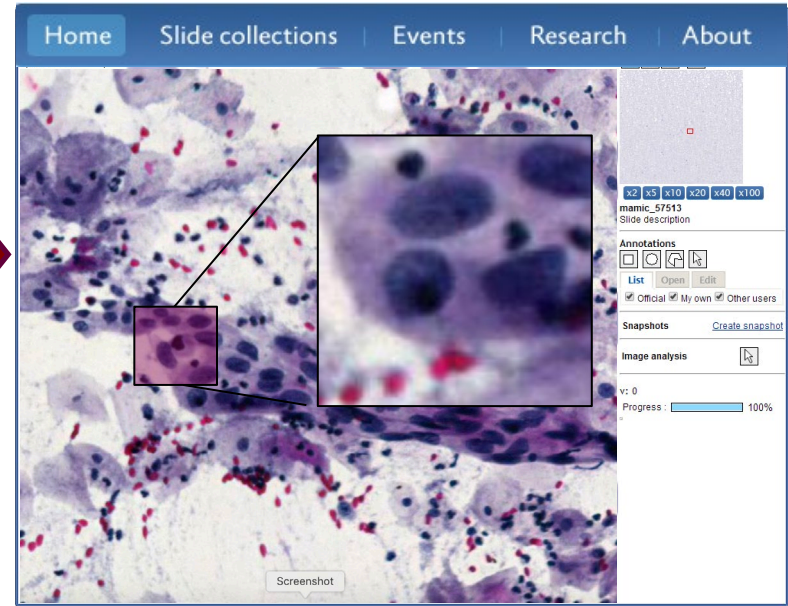 Home Slide collections Events Research About
x2 x5 x10 x20 x40 x100
mamic_57513
Slide description
Annotations
List Open Edit
Official My own Other users
Snapshots Create snapshot
Image analysis
v: 0
Progress : 100%
Screenshot